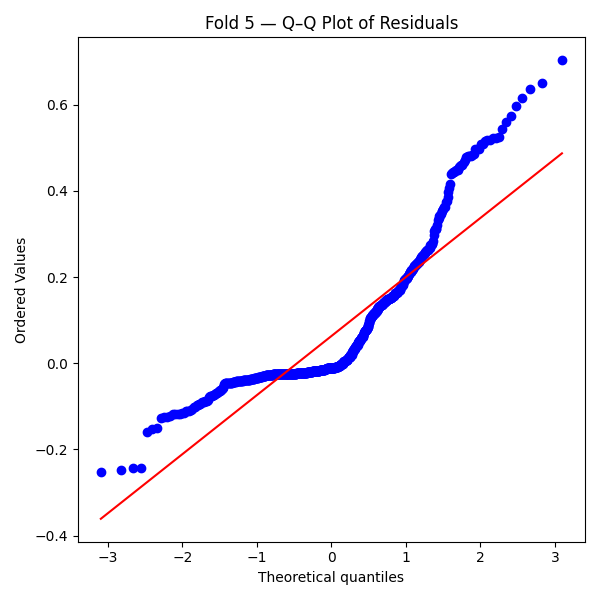 Fold 5 — Q–Q Plot of Residuals
Ordered Values
0.6
0.4
0.2
0.0
−0.2
−0.4
−3 −2 −1 0 1 2 3
Theoretical quantiles